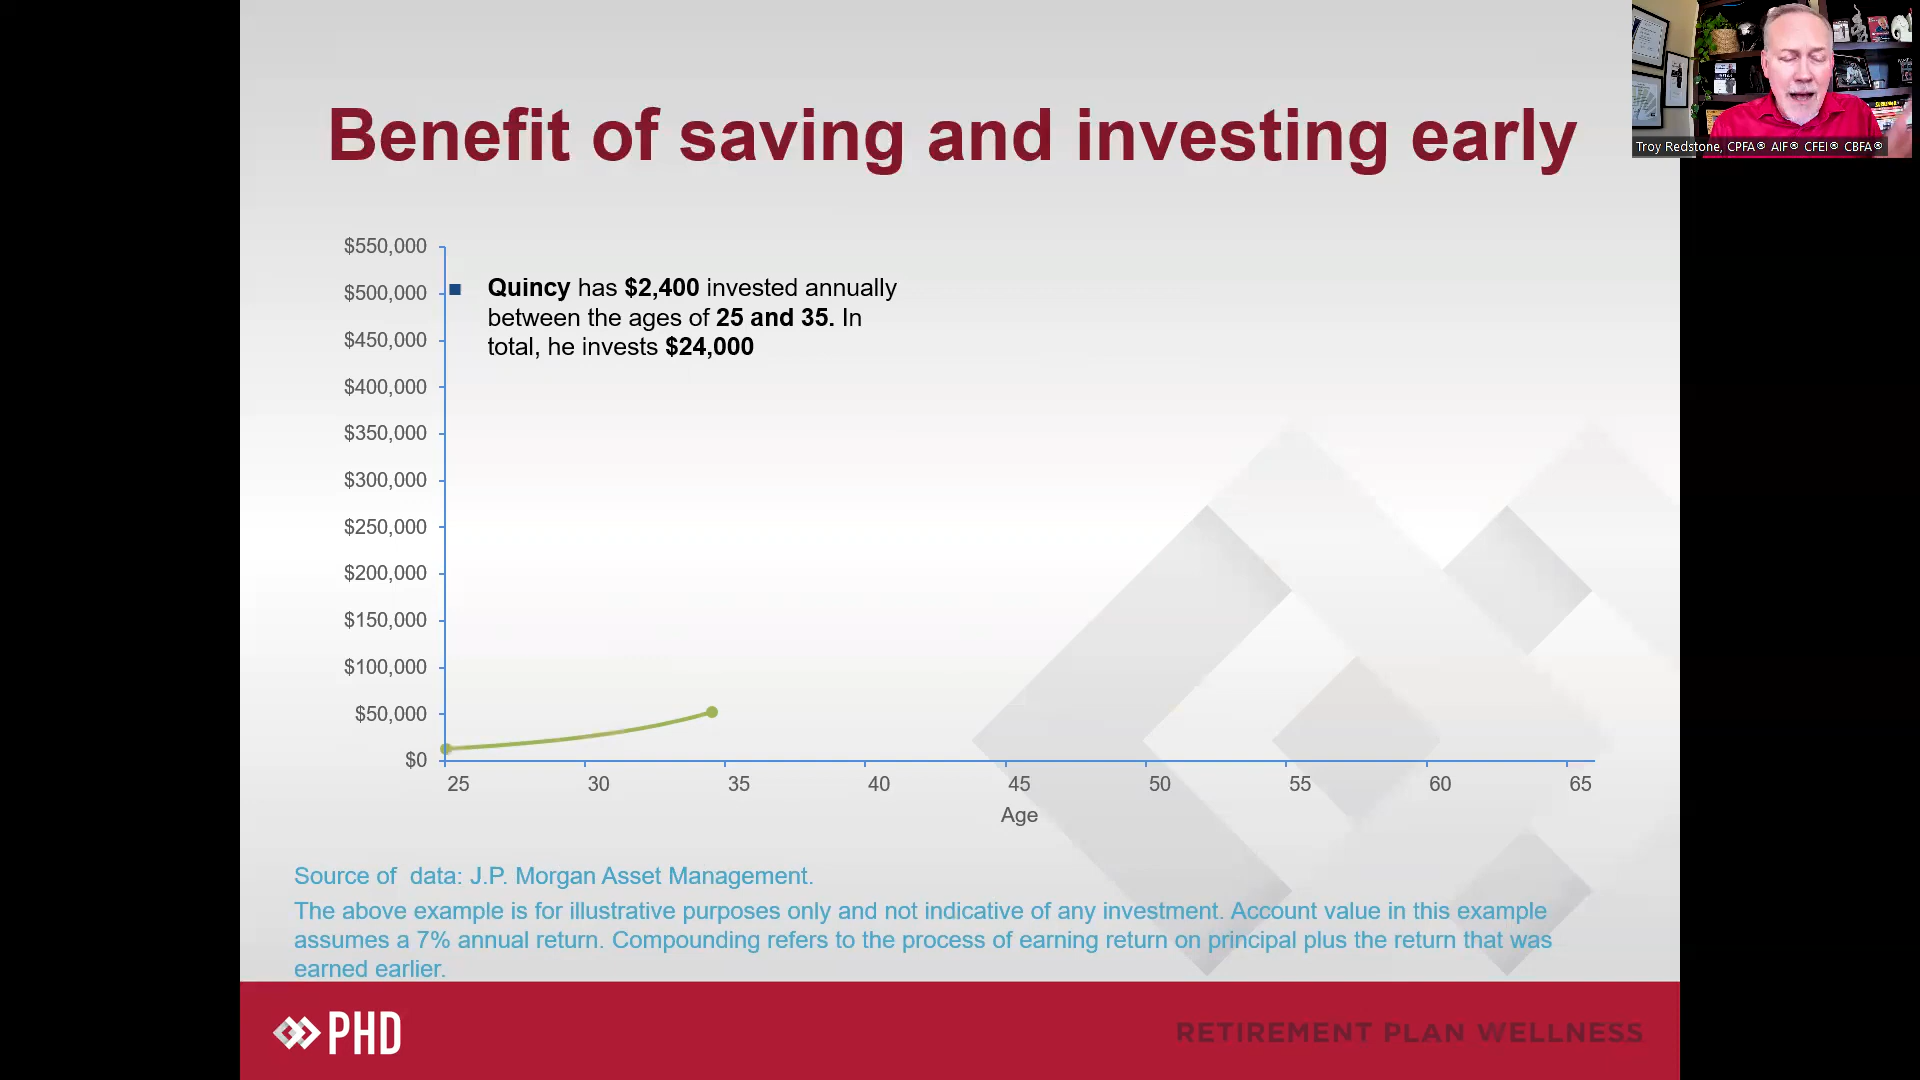 Benefit of saving and investing early
Troy Redstone, CPFA® AIF® CFEI® CBFA®
$550,000
$500,000
$450,000
$400,000
$350,000
$300,000
$250,000
$200,000
$150,000
$100,000
$50,000
$0
Quincy has $2,400 invested annually
between the ages of 25 and 35. In
total, he invests $24,000
25 30 35 40 45 50 55 60 65
Age
Source of data: J.P. Morgan Asset Management.
The above example is for illustrative purposes only and not indicative of any investment. Account value in this example
assumes a 7% annual return. Compounding refers to the process of earning return on principal plus the return that was
earned earlier.
PHD
RETIREMENT PLAN WELLNESS